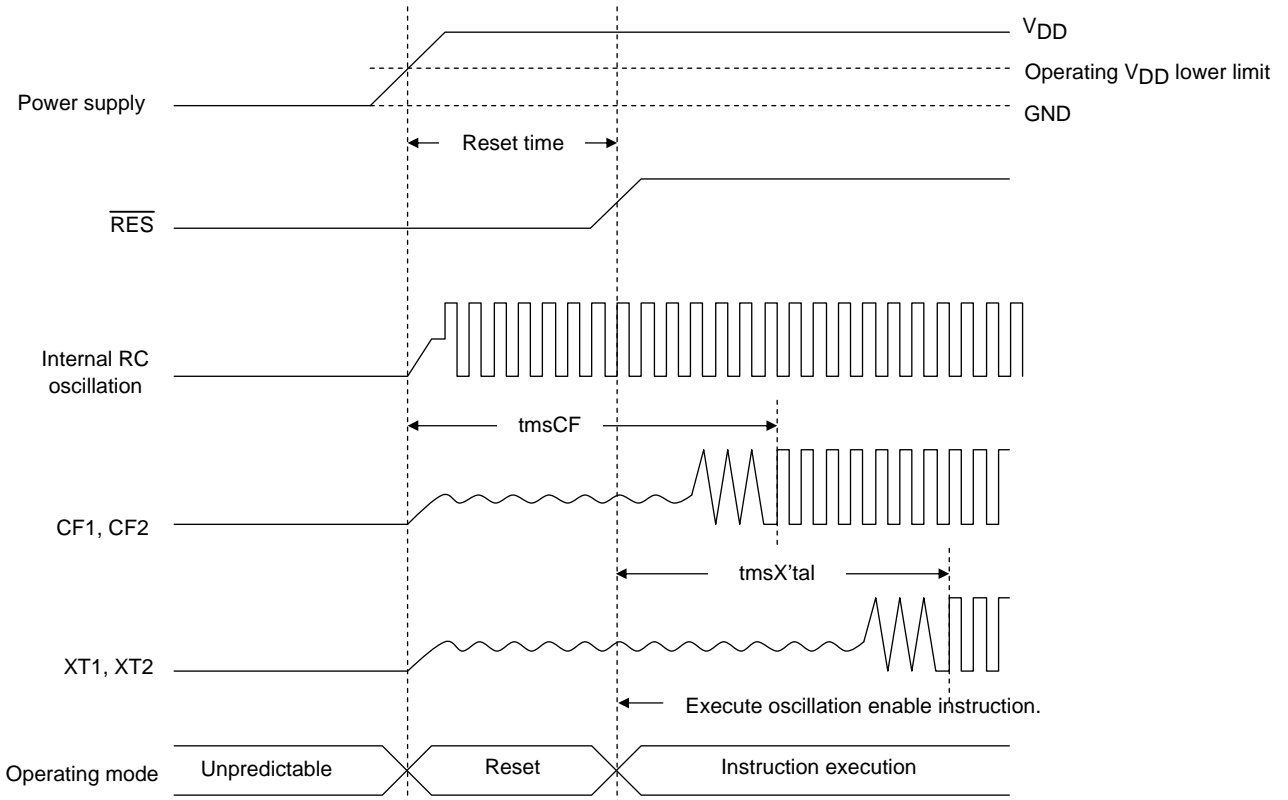 VDD
Operating VDD lower limit
Power supply
GND
Reset time
RES
Internal RC
oscillation
tmsCF
CF1, CF2
tmsX'tal
XT1, XT2
Execute oscillation enable instruction.
Operating mode
Unpredictable
Reset
Instruction execution